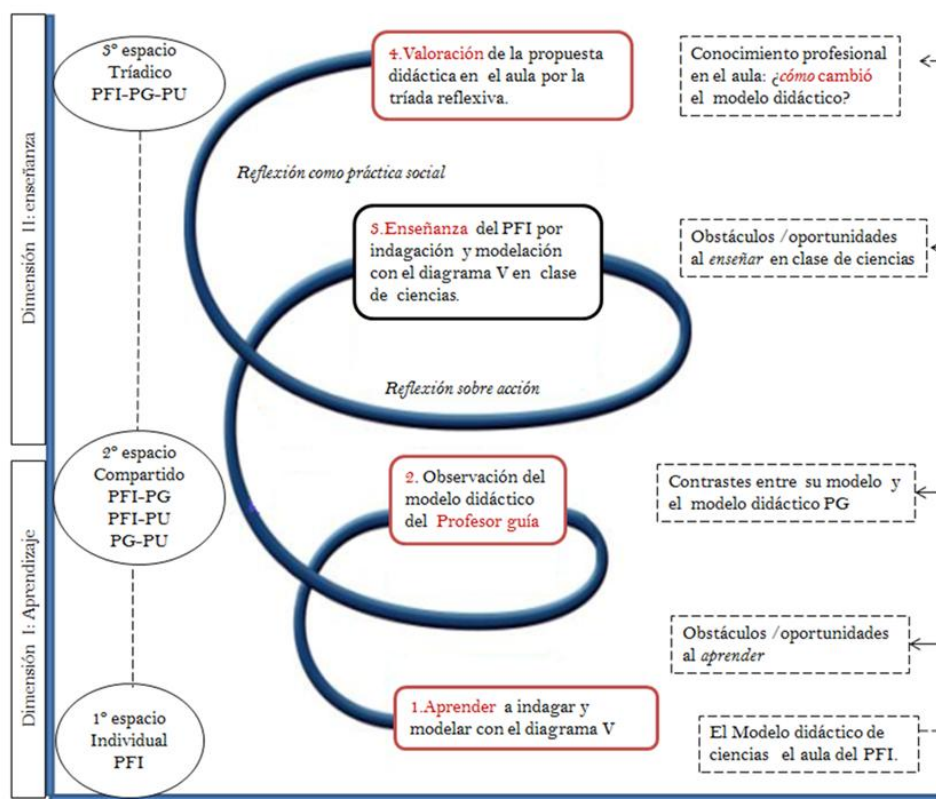 Dimensión II: enseñanza
3º espacio
Tríadico
PFI-PG-PU
4.Valoración de la propuesta
didáctica en el aula por la
tríada reflexiva.
Conocimiento profesional
en el aula: ¿cómo cambió
el modelo didáctico?
Reflexión como práctica social
3.Enseñanza del PFI por
indagación y modelación
con el diagrama V en clase
de ciencias.
Obstáculos /oportunidades
al enseñar en clase de ciencias
Reflexión sobre acción
Dimensión I: Aprendizaje
2º espacio
Compartido
PFI-PG
PFI-PU
PG-PU
2. Observación del
modelo didáctico
del Profesor guía
Contrastes entre su modelo y
el modelo didáctico PG
Obstáculos /oportunidades
al aprender
1º espacio
Individual
PFI
1.Aprender a indagar y
modelar con el diagrama V
El Modelo didáctico de
ciencias el aula del PFI.